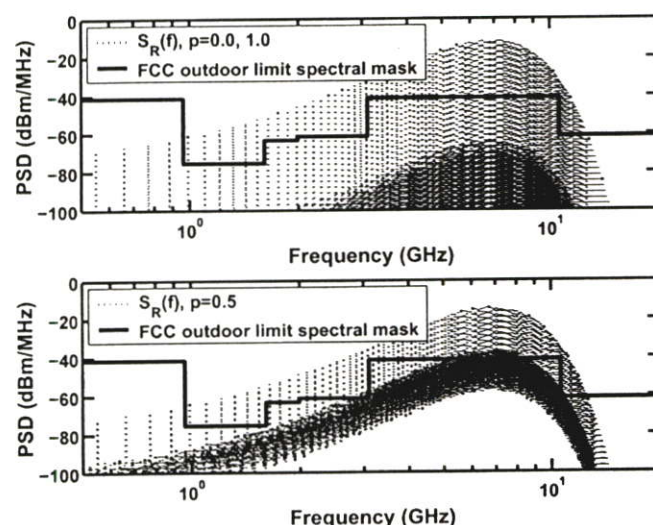 0
−20
−40
−60
−80
−100
PSD (dBm/MHz)
S_R(f), p=0.0, 1.0
FCC outdoor limit spectral mask
10^0
10^1
Frequency (GHz)
0
−20
−40
−60
−80
−100
PSD (dBm/MHz)
S_R(f), p=0.5
FCC outdoor limit spectral mask
10^0
10^1
Frequency (GHz)